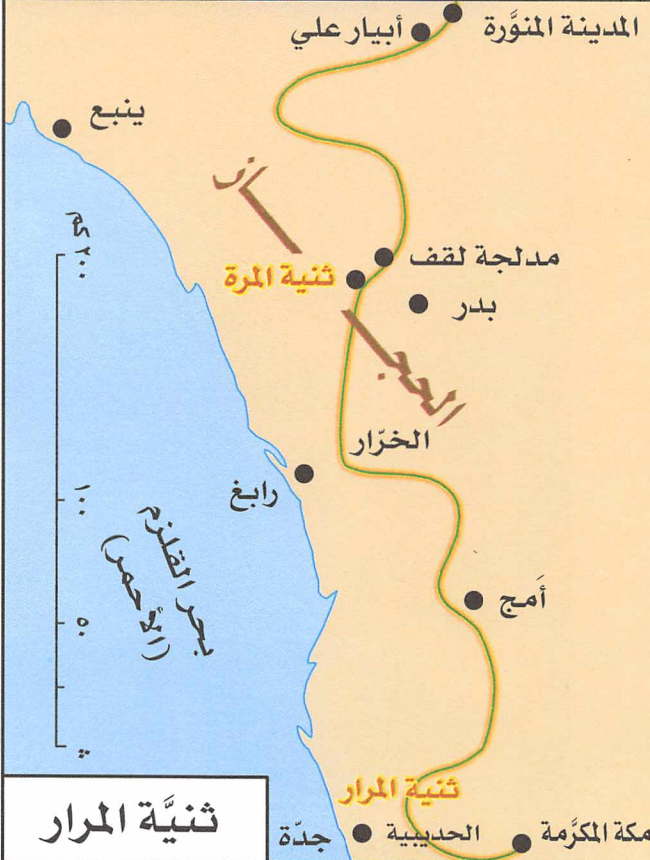 المدينة المنوَّرة
أبيار علي
ينبع
مدلجة لقف
ثنية المرة
بدر
الحجـــاز
الخرّار
رابغ
أَمج
بحر القلزم
(الأحمر)
٢٠٠ كم
١٠٠
٥٠
ثنية المرار
مكة المكرَّمة
الحديبية
جدّة
ثنيَّة المرار